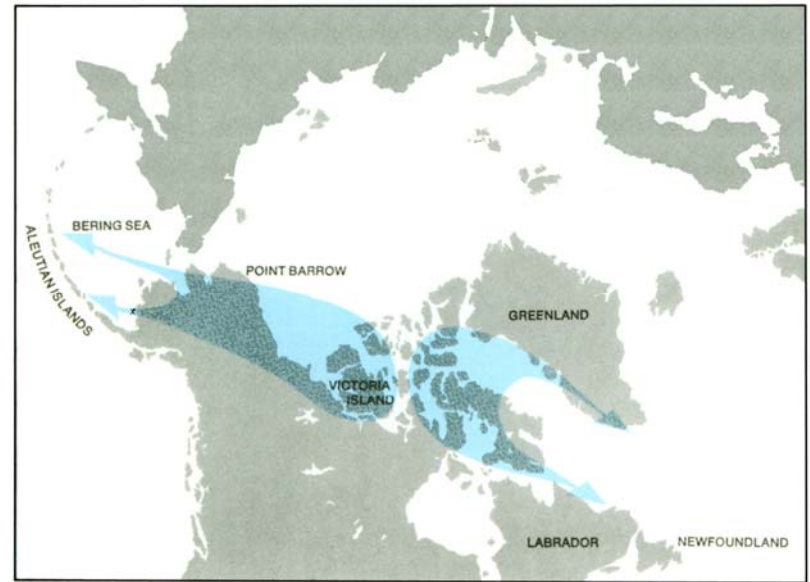 BERING SEA
ALEUTIAN ISLANDS
POINT BARROW
GREENLAND
VICTORIA
ISLAND
LABRADOR
NEWFOUNDLAND